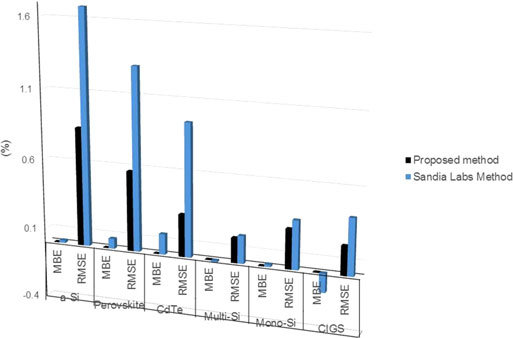 1.6
1.1
0.6
0.1
-0.4
(%)
MBE
RMSE
MBE
RMSE
MBE
RMSE
MBE
RMSE
MBE
RMSE
MBE
RMSE
a-Si
Perovskite
CdTe
Multi-Si
Mono-Si
CIGS
Proposed method
Sandia Labs Method